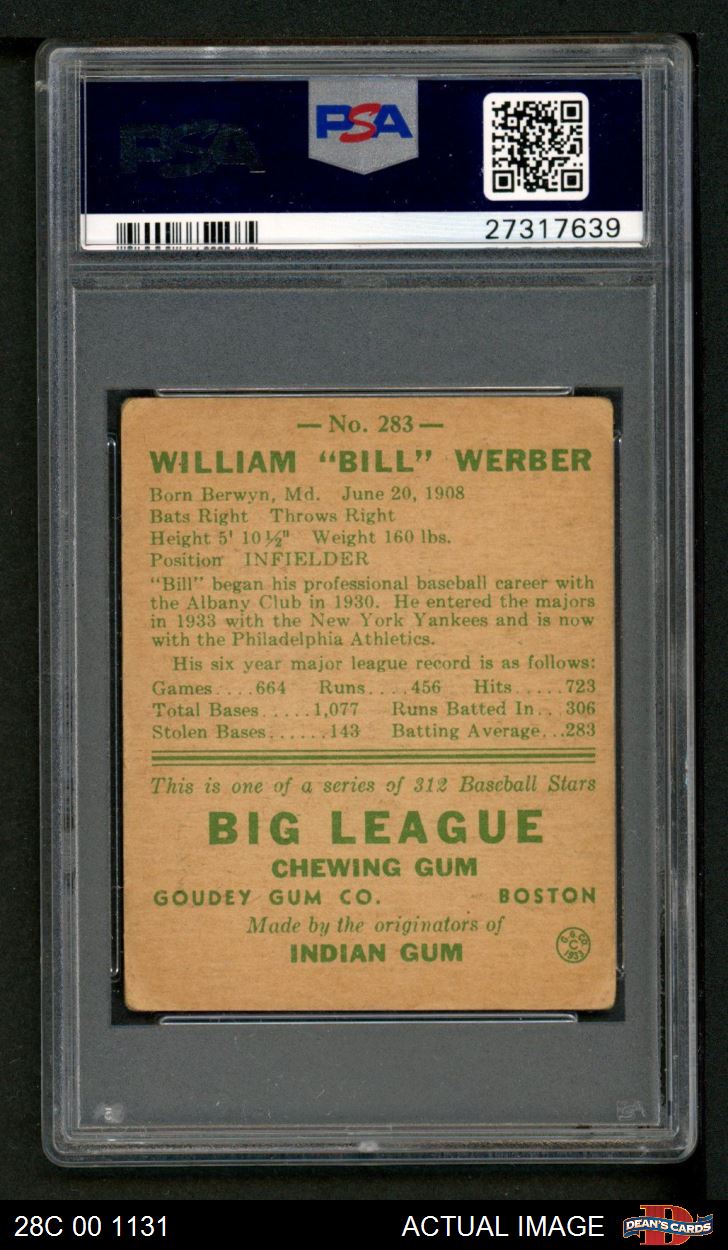 PSA
PSA
27317639
— No. 283 —
WILLIAM “BILL” WERBER
Born Berwyn, Md. June 20, 1908
Bats Right Throws Right
Height 5' 10½" Weight 160 lbs.
Position INFIELDER
“Bill” began his professional baseball career with
the Albany Club in 1930. He entered the majors
in 1933 with the New York Yankees and is now
with the Philadelphia Athletics.
His six year major league record is as follows:
Games....664 Runs....456 Hits.....723
Total Bases.....1,077 Runs Batted In...306
Stolen Bases......143 Batting Average...283
This is one of a series of 312 Baseball Stars
BIG LEAGUE
CHEWING GUM
GOUDEY GUM CO. BOSTON
Made by the originators of
INDIAN GUM
G.G.CO.
C
1933
28C 00 1131 ACTUAL IMAGE DEAN'S CARDS